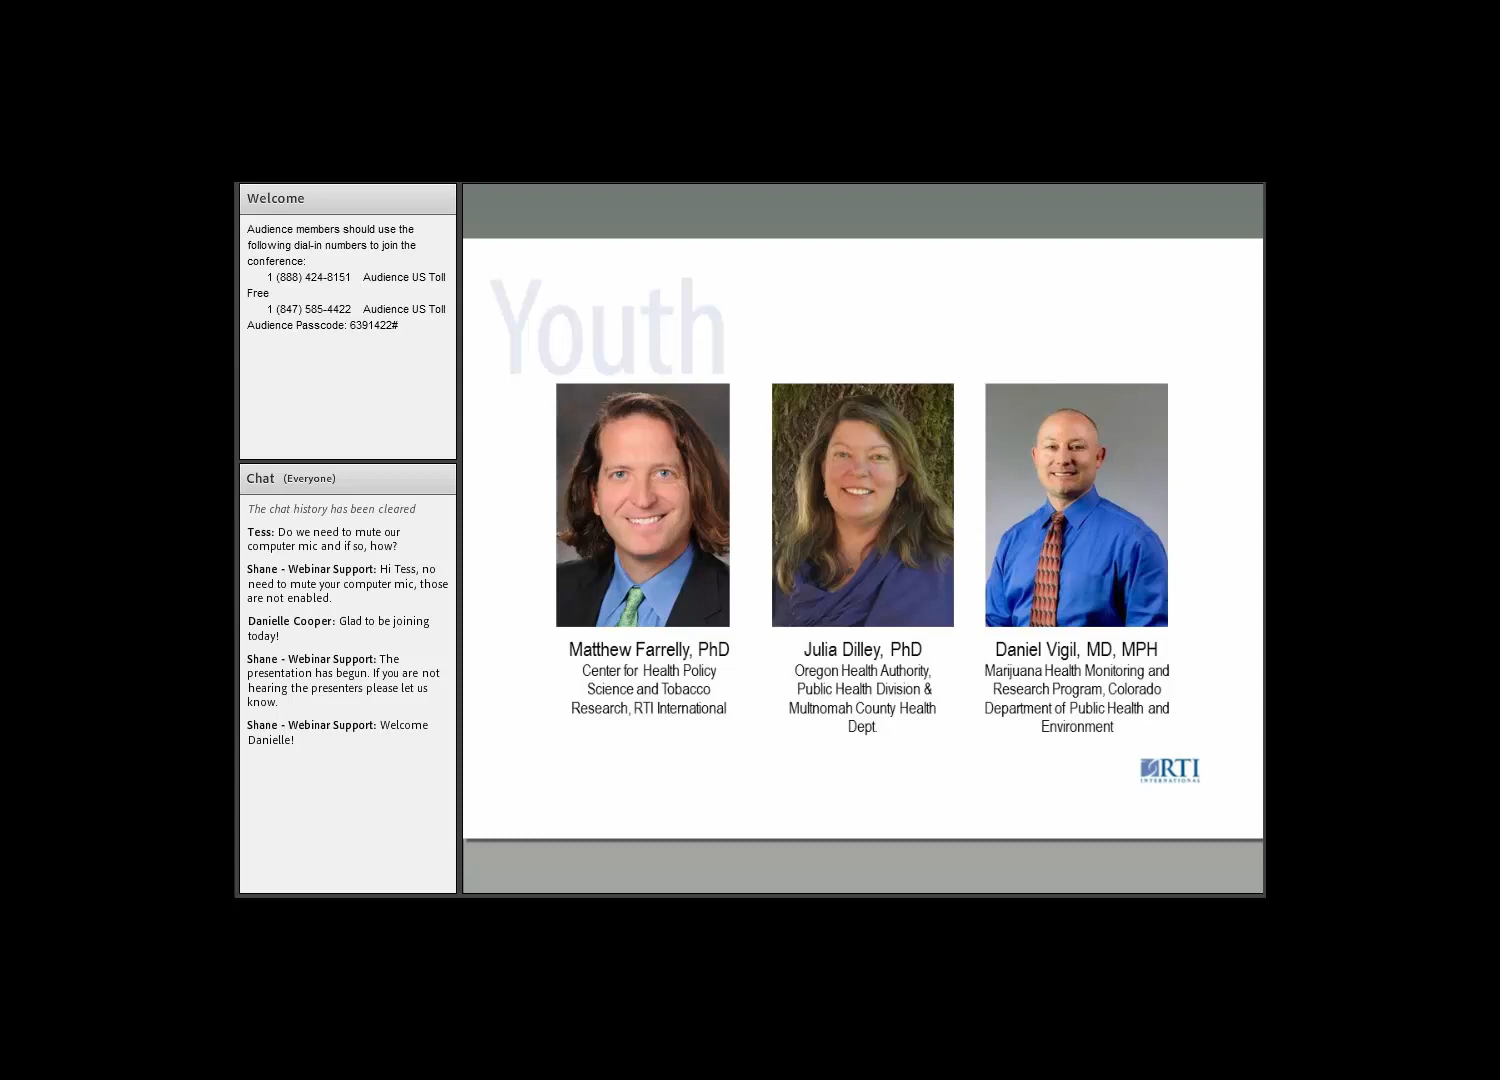 Welcome
Audience members should use the
following dial-in numbers to join the
conference:
1 (888) 424-8151 Audience US Toll
Free
1 (847) 585-4422 Audience US Toll
Audience Passcode: 6391422#
Chat (Everyone)
The chat history has been cleared
Tess: Do we need to mute our
computer mic and if so, how?
Shane - Webinar Support: Hi Tess, no
need to mute your computer mic, those
are not enabled.
Danielle Cooper: Glad to be joining
today!
Shane - Webinar Support: The
presentation has begun. If you are not
hearing the presenters please let us
know.
Shane - Webinar Support: Welcome
Danielle!
Youth
Matthew Farrelly, PhD
Center for Health Policy
Science and Tobacco
Research, RTI International
Julia Dilley, PhD
Oregon Health Authority,
Public Health Division &
Multnomah County Health
Dept.
Daniel Vigil, MD, MPH
Marijuana Health Monitoring and
Research Program, Colorado
Department of Public Health and
Environment
RTI
INTERNATIONAL